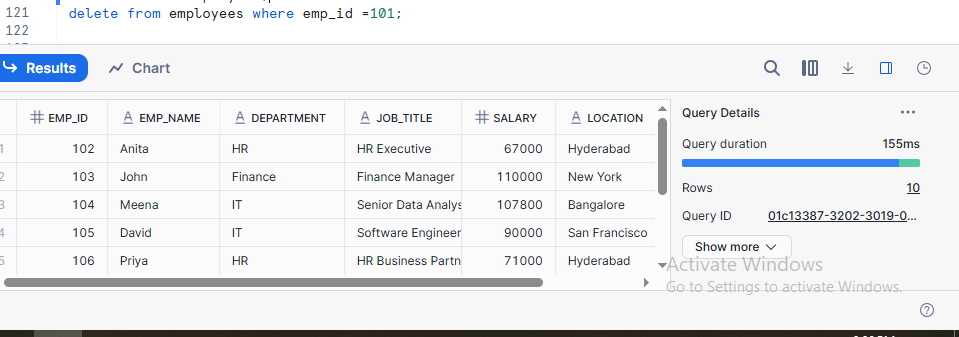 121 delete from employees where emp_id =101;
122
Results Chart
# EMP_ID A EMP_NAME A DEPARTMENT A JOB_TITLE # SALARY A LOCATION
1 102 Anita HR HR Executive 67000 Hyderabad
2 103 John Finance Finance Manager 110000 New York
3 104 Meena IT Senior Data Analys 107800 Bangalore
4 105 David IT Software Engineer 90000 San Francisco
5 106 Priya HR HR Business Partn 71000 Hyderabad
Query Details ...
Query duration 155ms
Rows 10
Query ID 01c13387-3202-3019-0...
Show more
Activate Windows
Go to Settings to activate Windows.